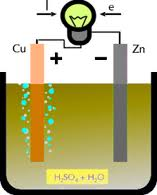 I e
Cu Zn
+ −
H₂SO₄ + H₂O